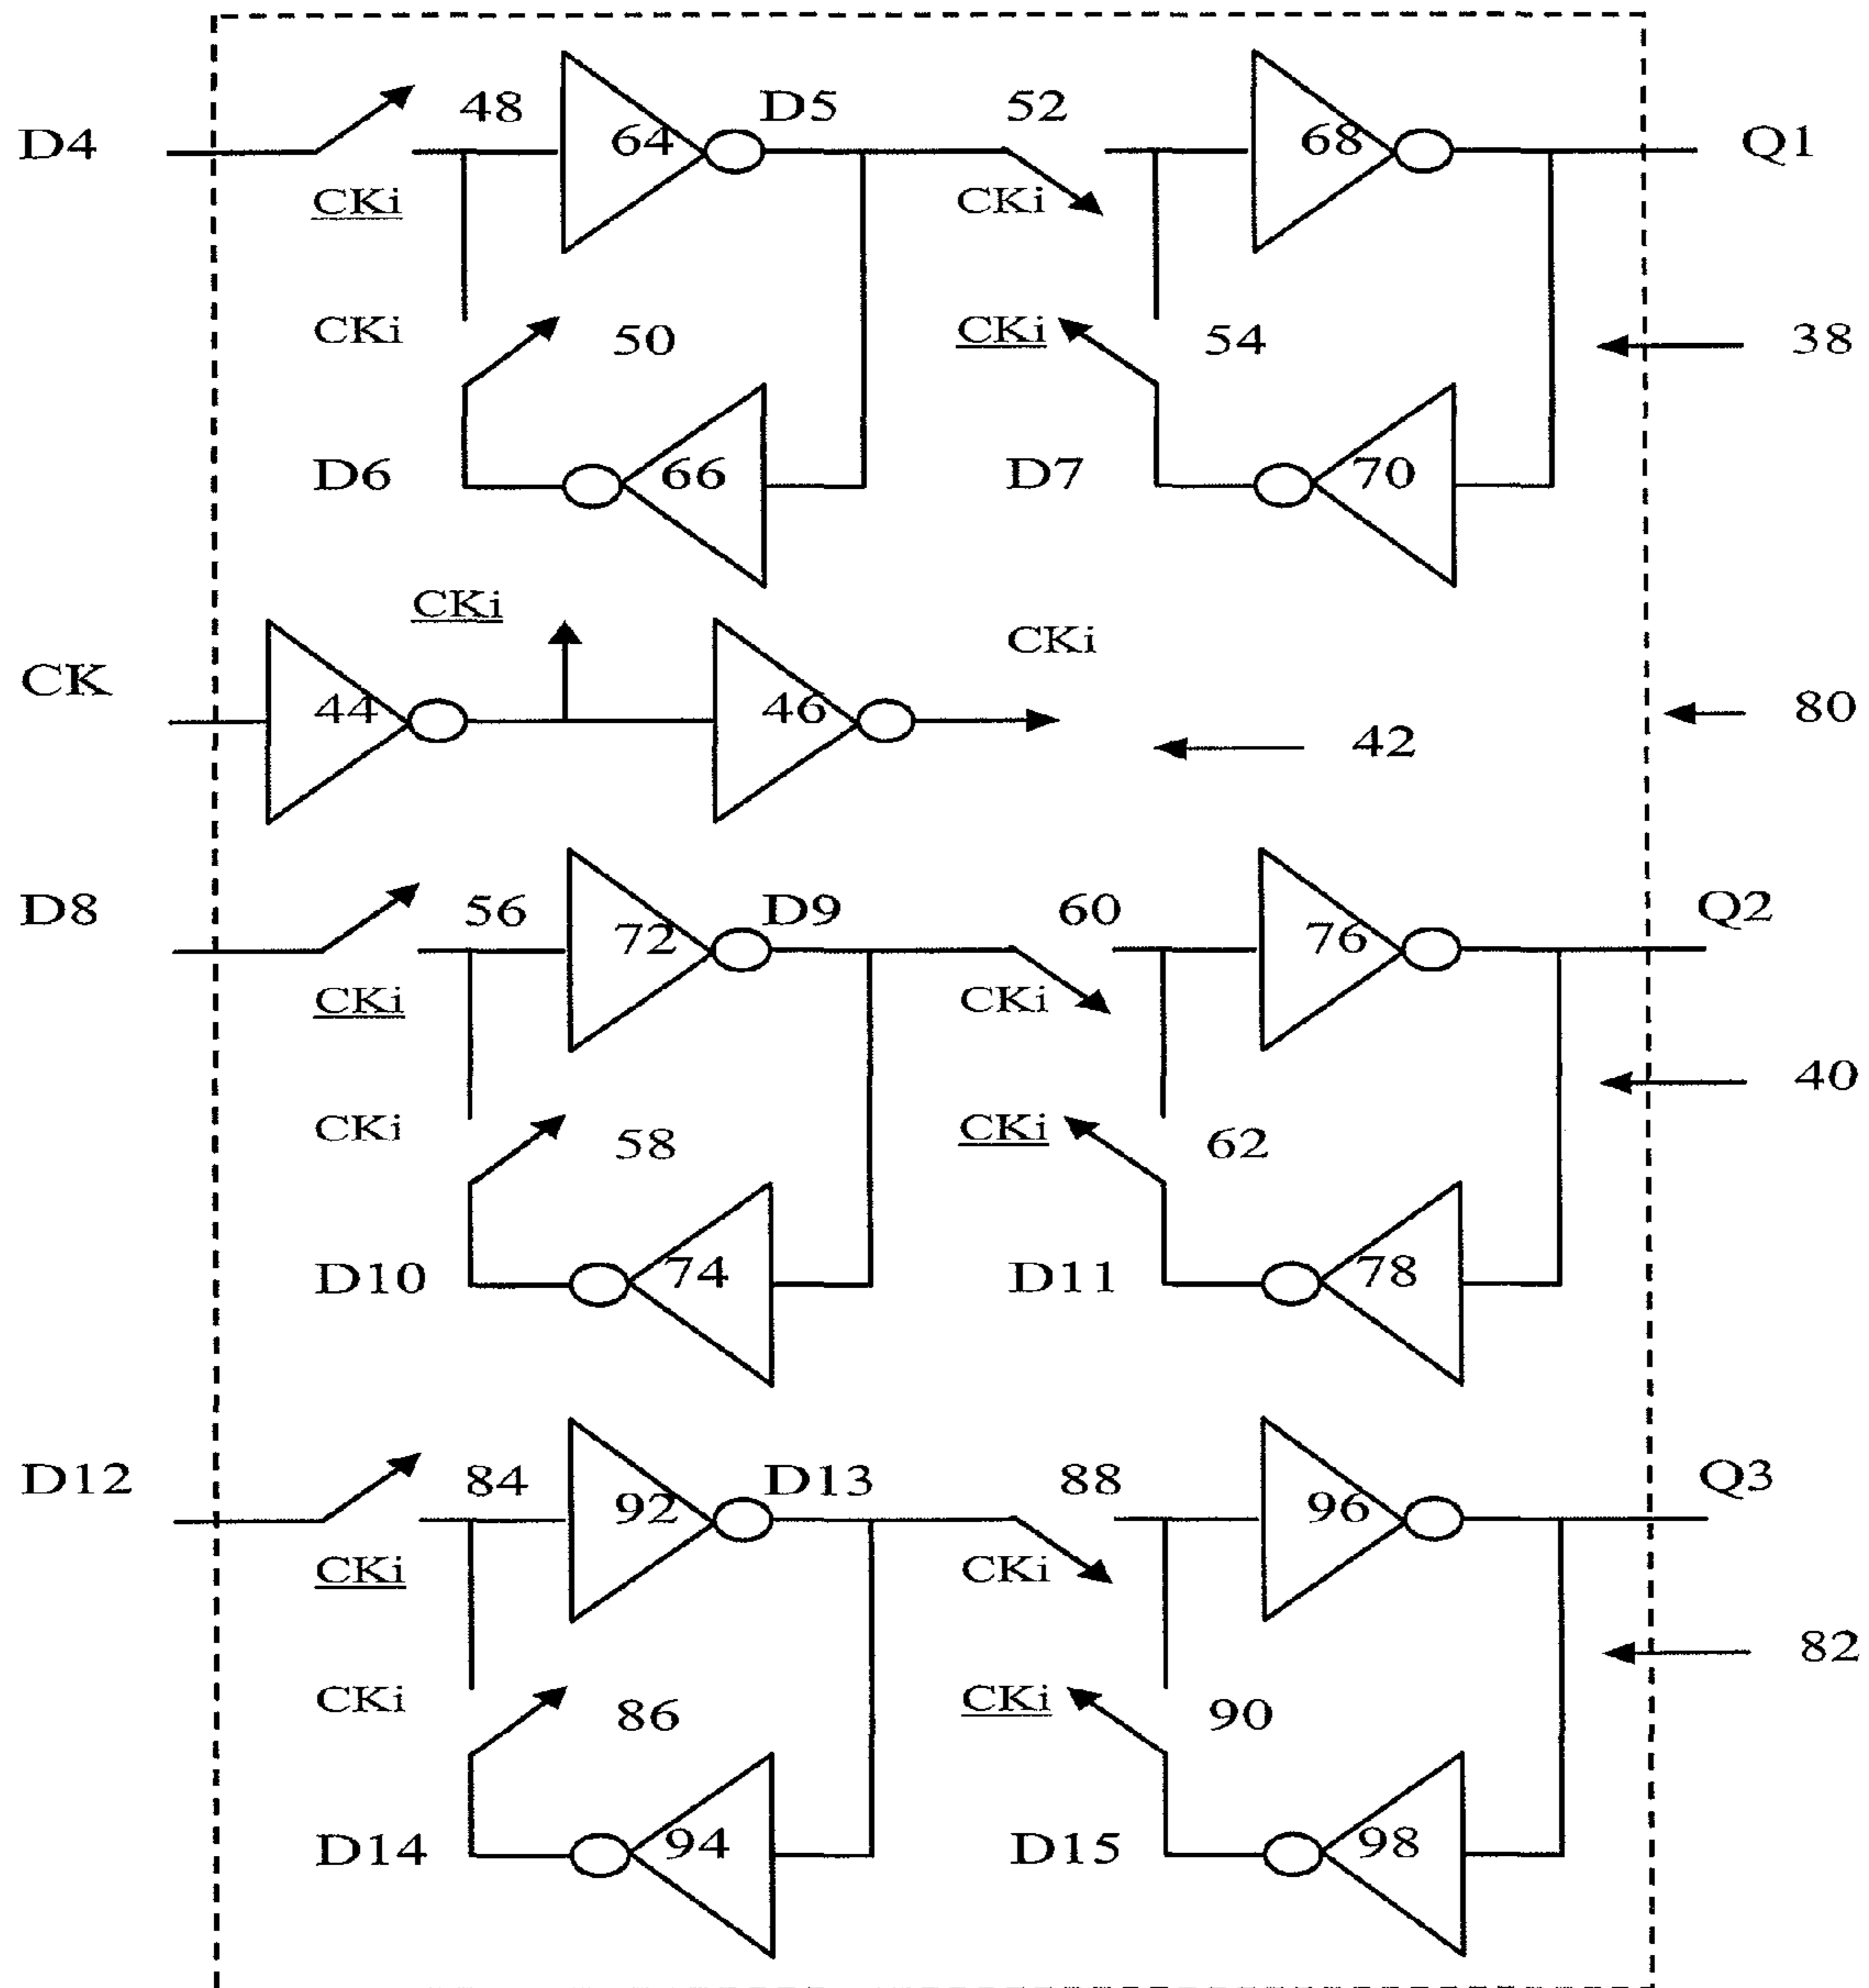 D4 48 64 D5 52 68 Q1
CKi CKi
CKi 50 CKi 54 38
D6 66 D7 70
CKi CKi
CK 44 46 80
42
D8 56 72 D9 60 76 Q2
CKi CKi
40
CKi 58 CKi 62
D10 74 D11 78
D12 84 92 D13 88 96 Q3
CKi CKi
82
CKi 86 CKi 90
D14 94 D15 98